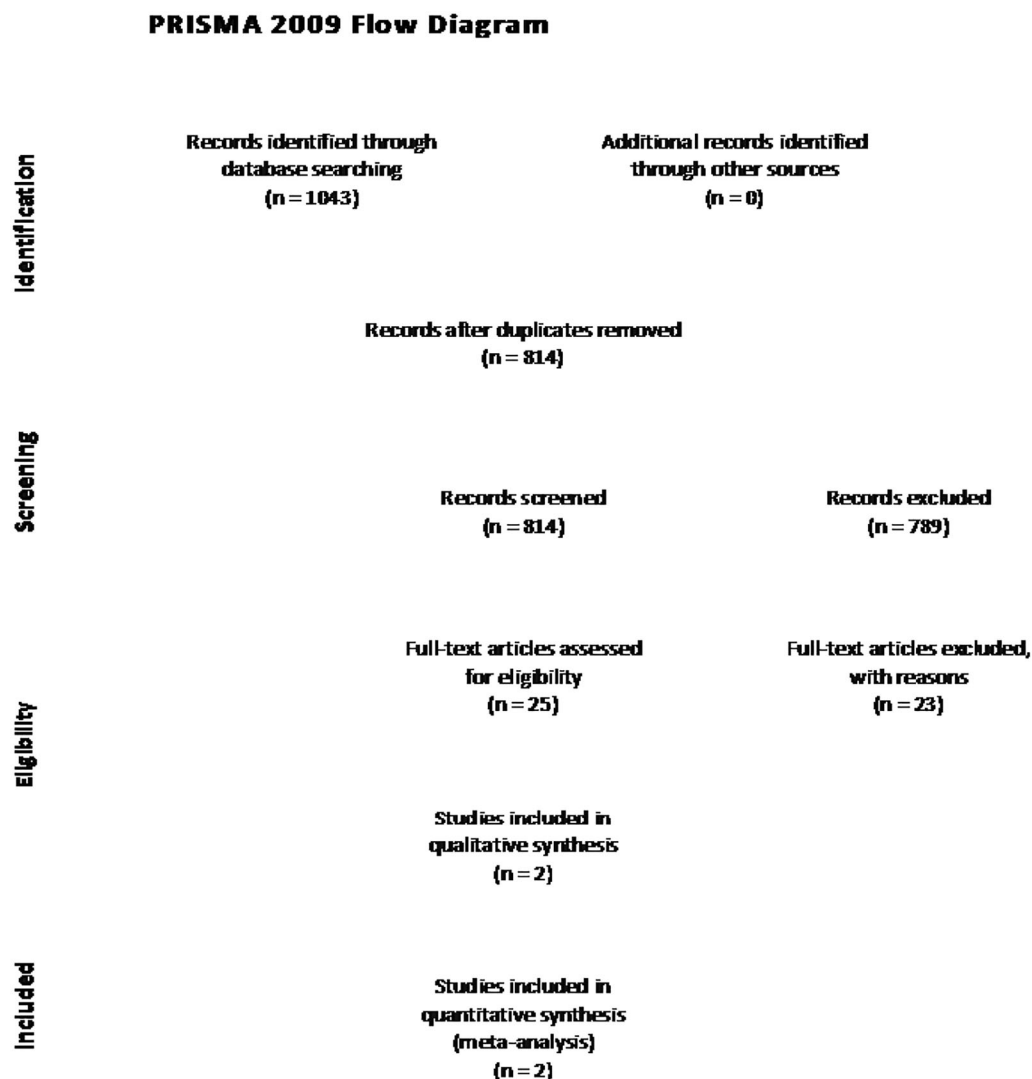 PRISMA 2009 Flow Diagram
Identification
Records identified through
database searching
(n = 1043)
Additional records identified
through other sources
(n = 0)
Records after duplicates removed
(n = 814)
Screening
Records screened
(n = 814)
Records excluded
(n = 789)
Eligibility
Full-text articles assessed
for eligibility
(n = 25)
Full-text articles excluded,
with reasons
(n = 23)
Studies included in
qualitative synthesis
(n = 2)
Included
Studies included in
quantitative synthesis
(meta-analysis)
(n = 2)